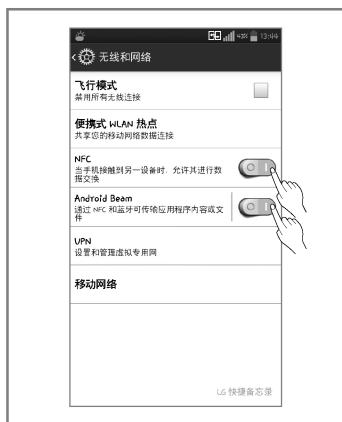 43% 13:44
无线和网络
飞行模式
禁用所有无线连接
便携式 WLAN 热点
共享您的移动网络数据连接
NFC
当手机接触到另一设备时，允许其进行数
据交换
Android Beam
通过 NFC 和蓝牙可传输应用程序内容或文
件
VPN
设置和管理虚拟专用网
移动网络
LG 快捷备忘录